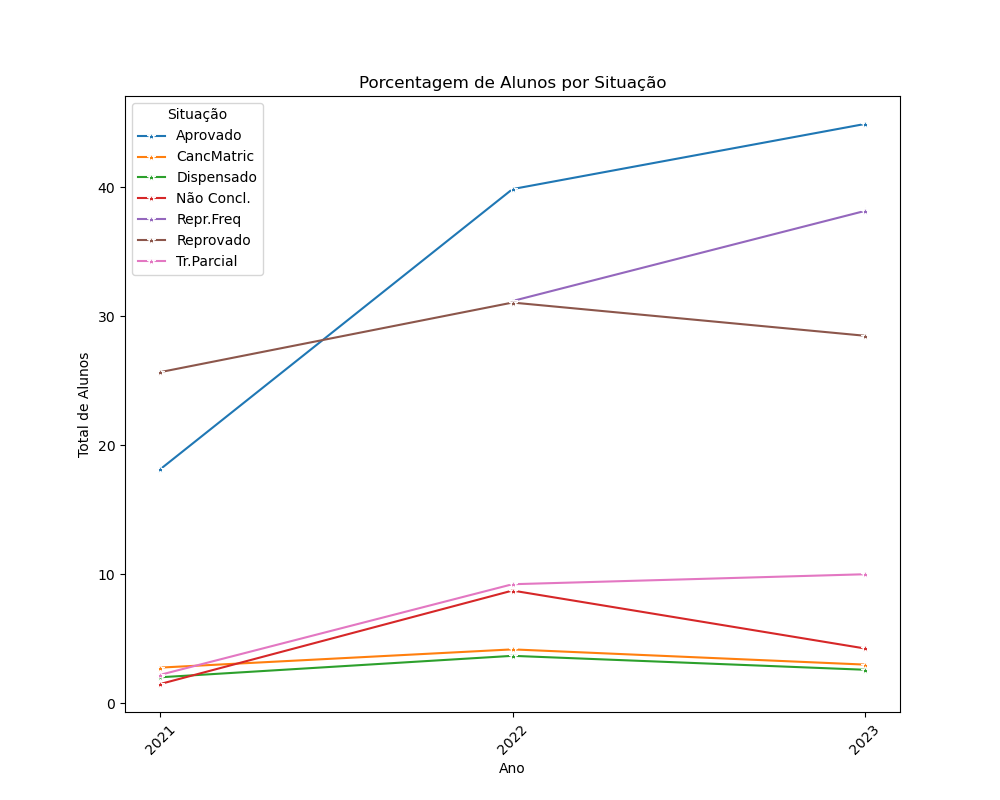 Porcentagem de Alunos por Situação
Situação
Aprovado
CancMatric
Dispensado
Não Concl.
Repr.Freq
Reprovado
Tr.Parcial
Total de Alunos
40
30
20
10
0
2021
2022
2023
Ano